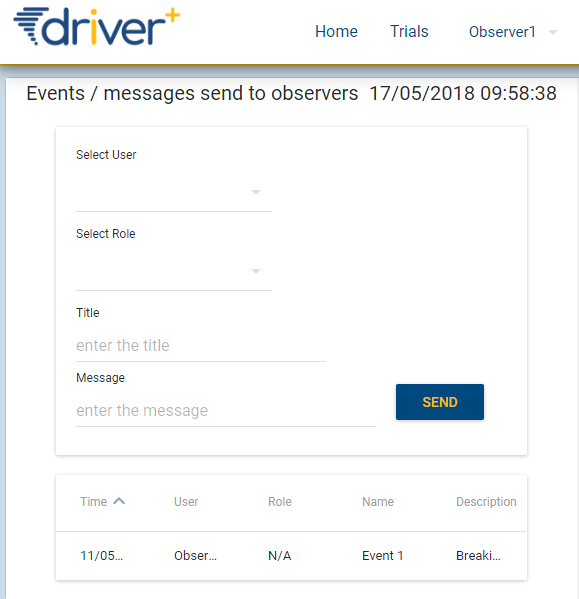 driver+
Home Trials Observer1
Events / messages send to observers 17/05/2018 09:58:38
Select User
Select Role
Title
enter the title
Message
enter the message
SEND
Time User Role Name Description
11/05... Obser... N/A Event 1 Breaki...